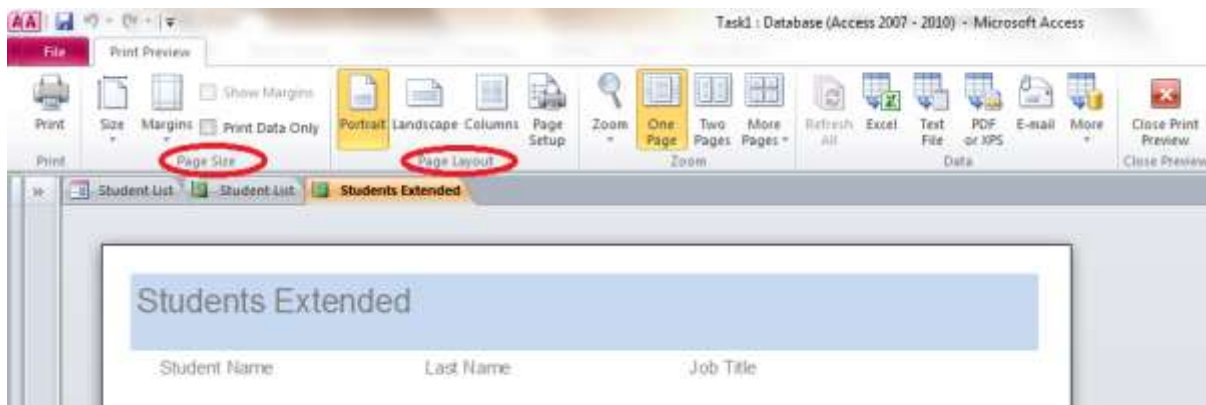 Task1 : Database (Access 2007 - 2010) - Microsoft Access
File Print Preview
Show Margins
Print Data Only
Print Size Margins Portrait Landscape Columns Page Setup Zoom One Page Two Pages More Pages Refresh All Excel Text File PDF or XPS E-mail More Close Print Preview
Print Page Size Page Layout Zoom Data Close Preview
Student List Student List Students Extended
Students Extended
Student Name Last Name Job Title